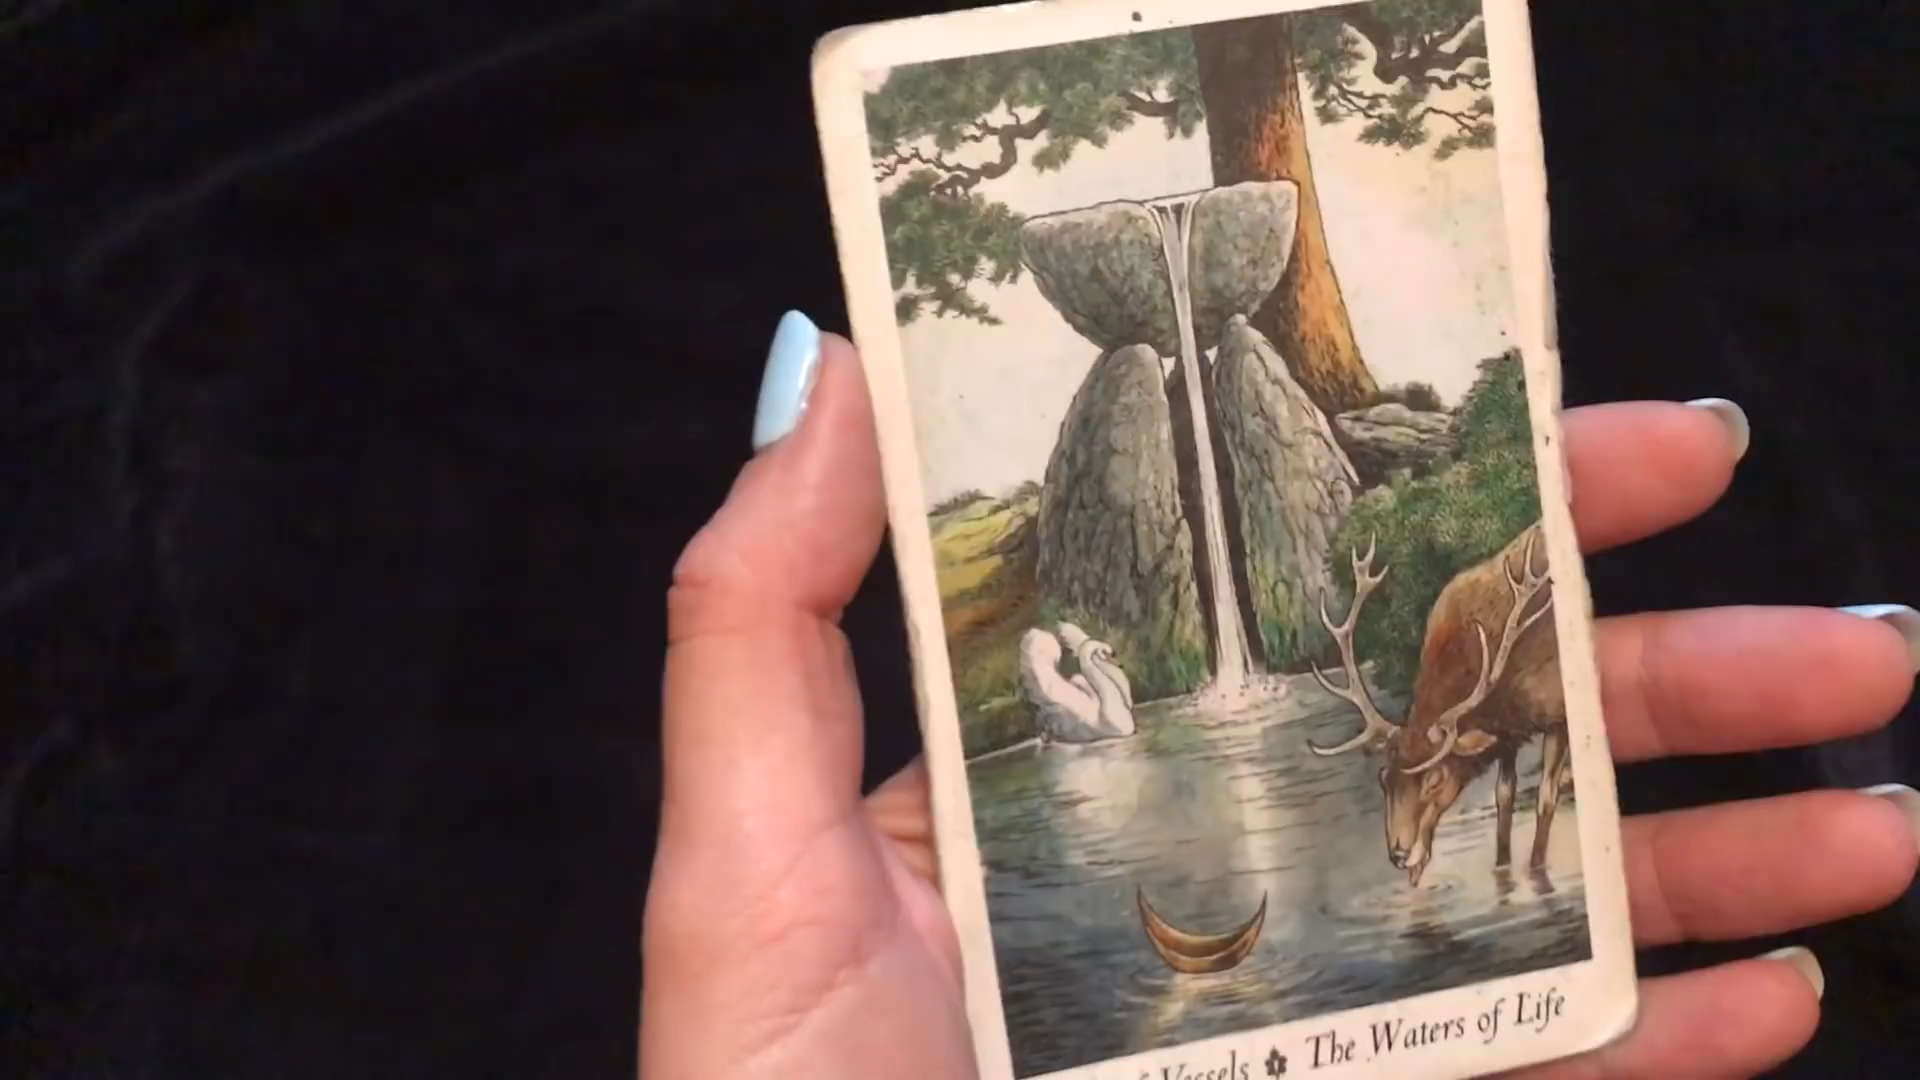 Vessels ✽ The Waters of Life